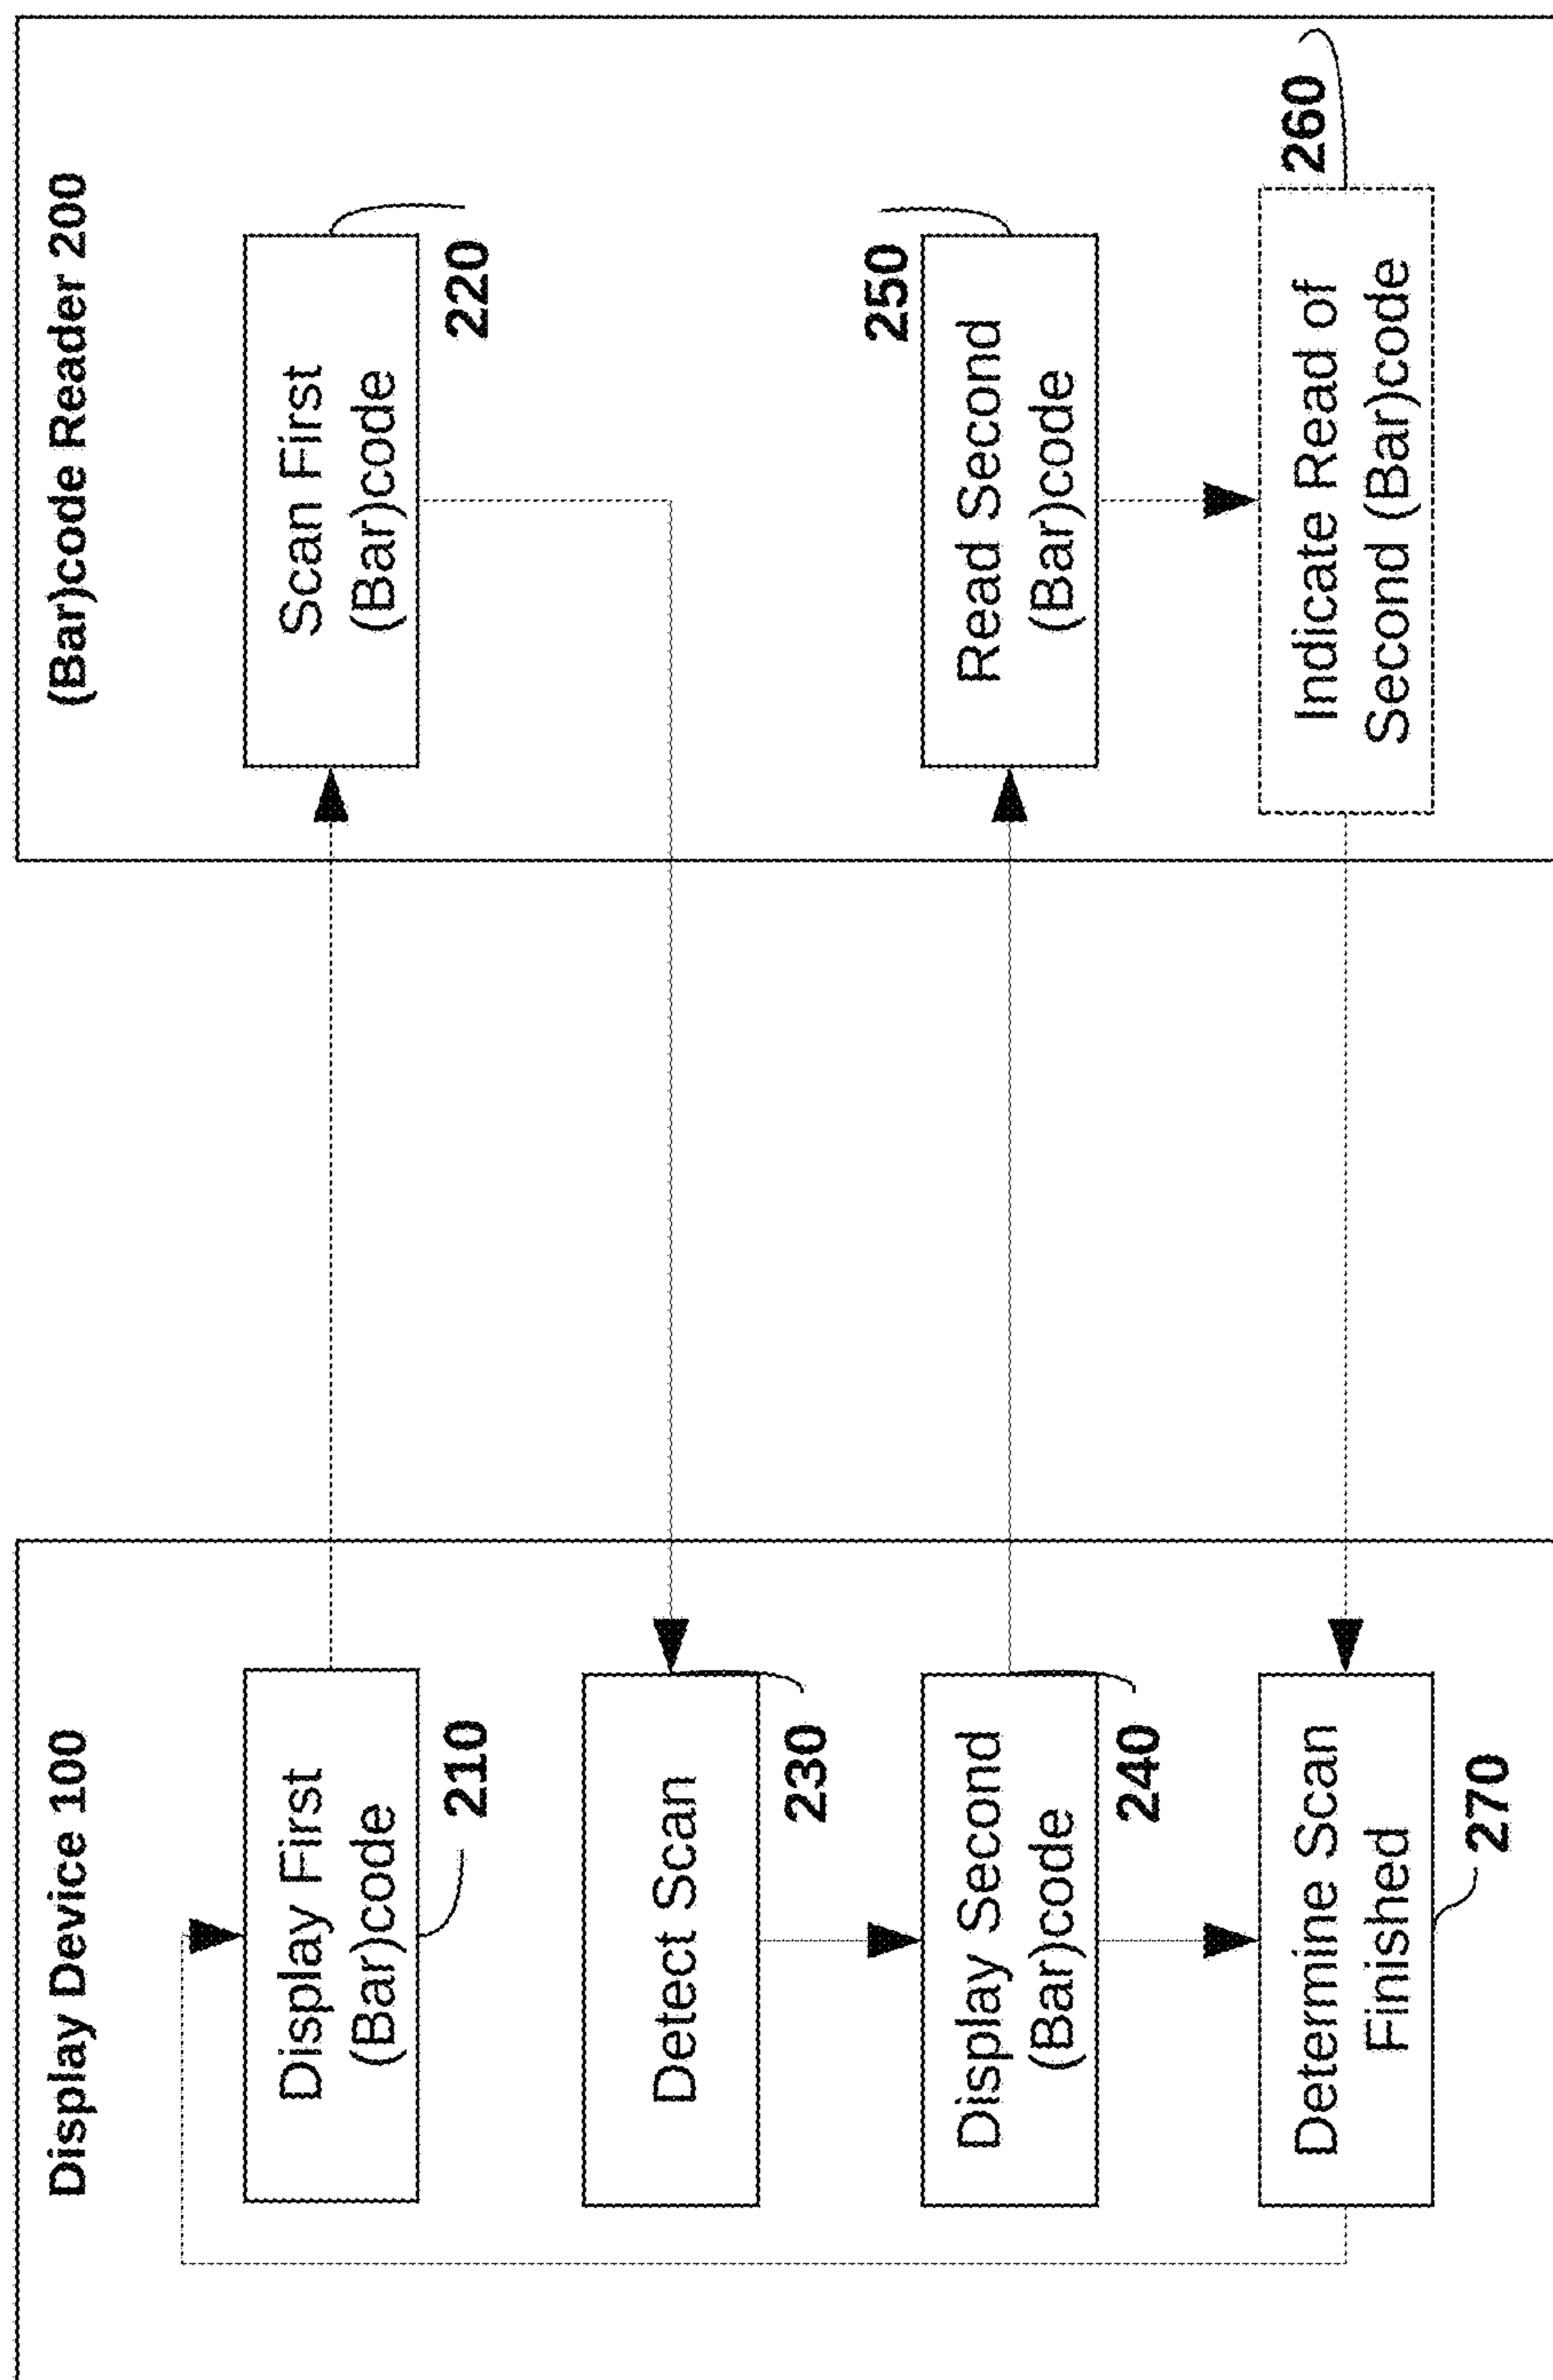 Display Device 100
(Bar)code Reader 200
Display First
(Bar)code
210
Scan First
(Bar)code
220
Detect Scan
230
Display Second
(Bar)code
240
Read Second
(Bar)code
250
Determine Scan
Finished
270
Indicate Read of
Second (Bar)code
260